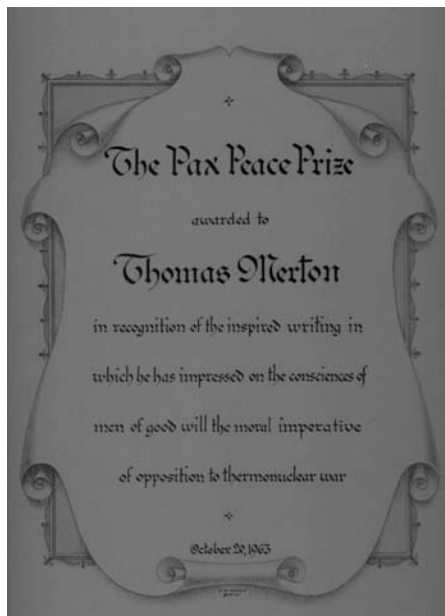 The Pax Peace Prize
awarded to
Thomas Merton
in recognition of the inspired writing in
which he has impressed on the consciences of
men of good will the moral imperative
of opposition to thermonuclear war
October 20, 1963